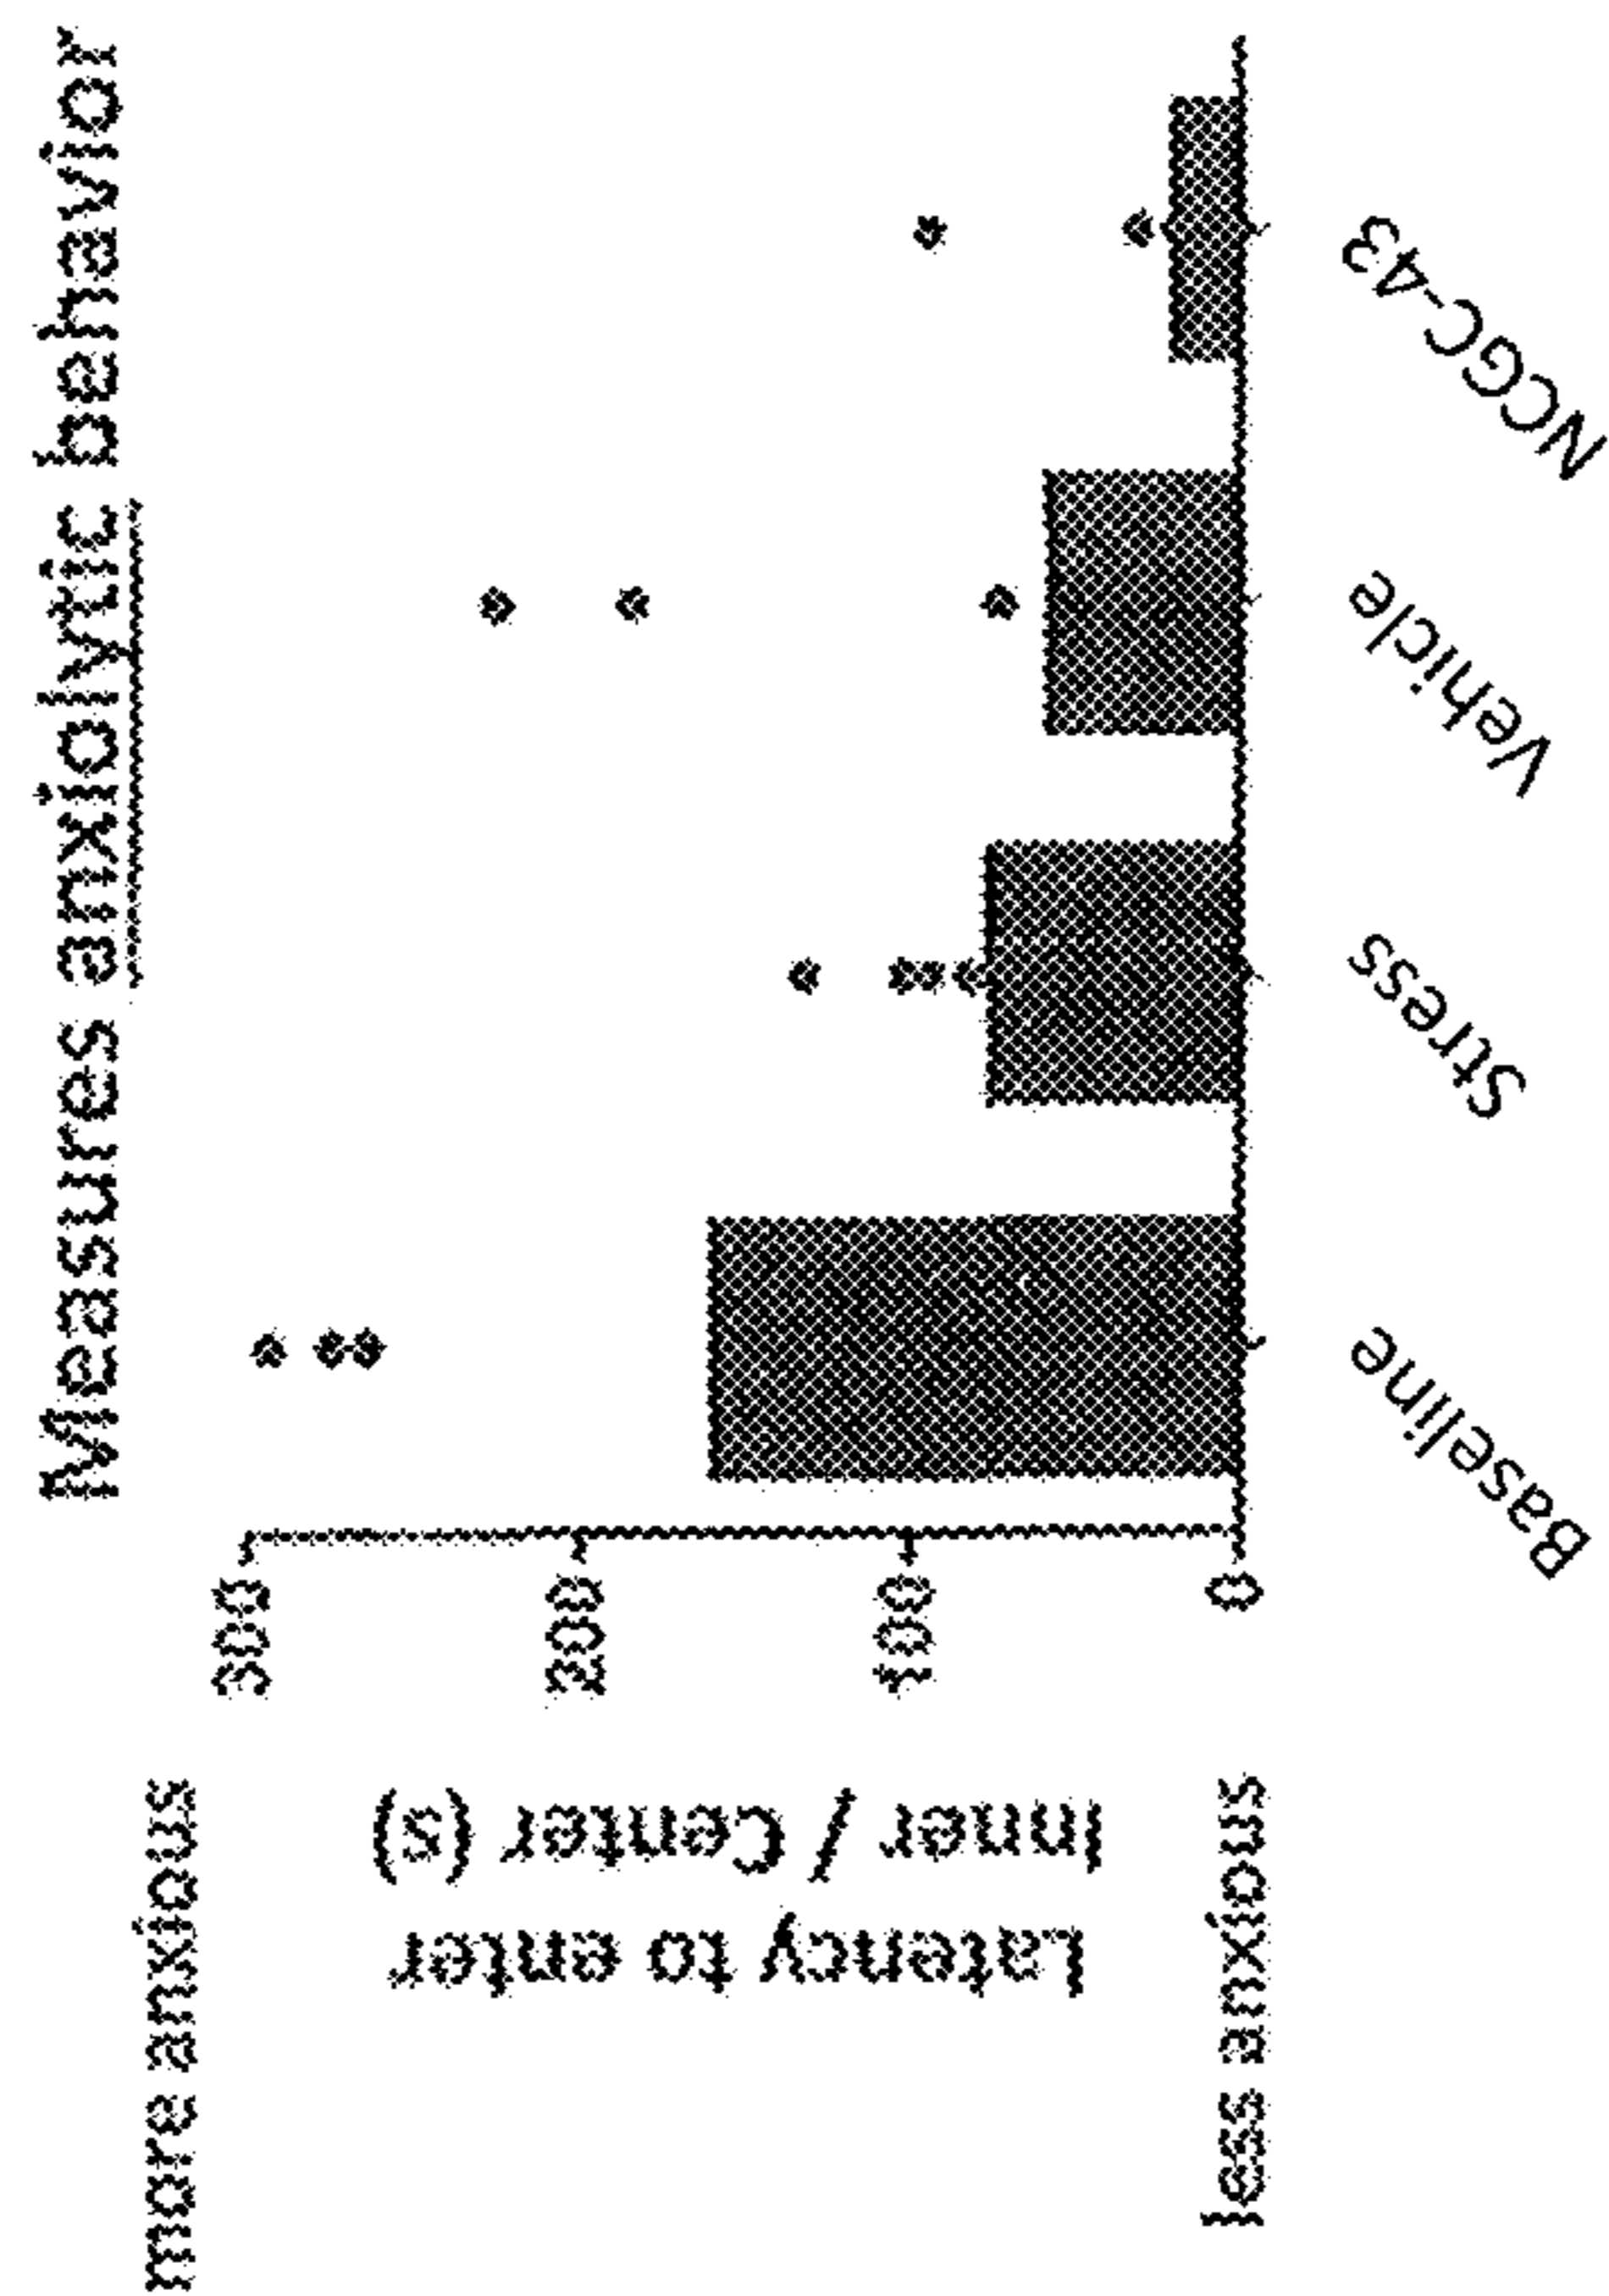 Measures anxiolytic behavior
more anxious
Latency to enter
Inner / Center (s)
less anxious
300
200
100
0
Baseline
Stress
Vehicle
NCGC-43